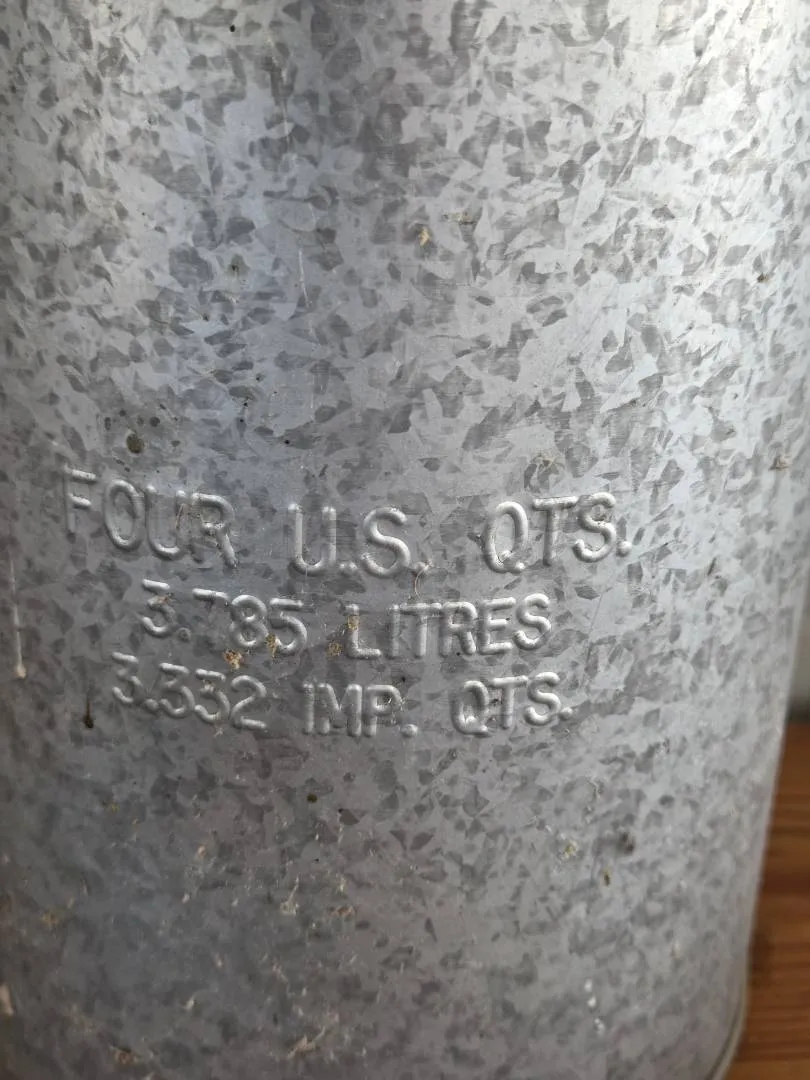 FOUR U.S. QTS.
3.785 LITRES
3.332 IMP. QTS.